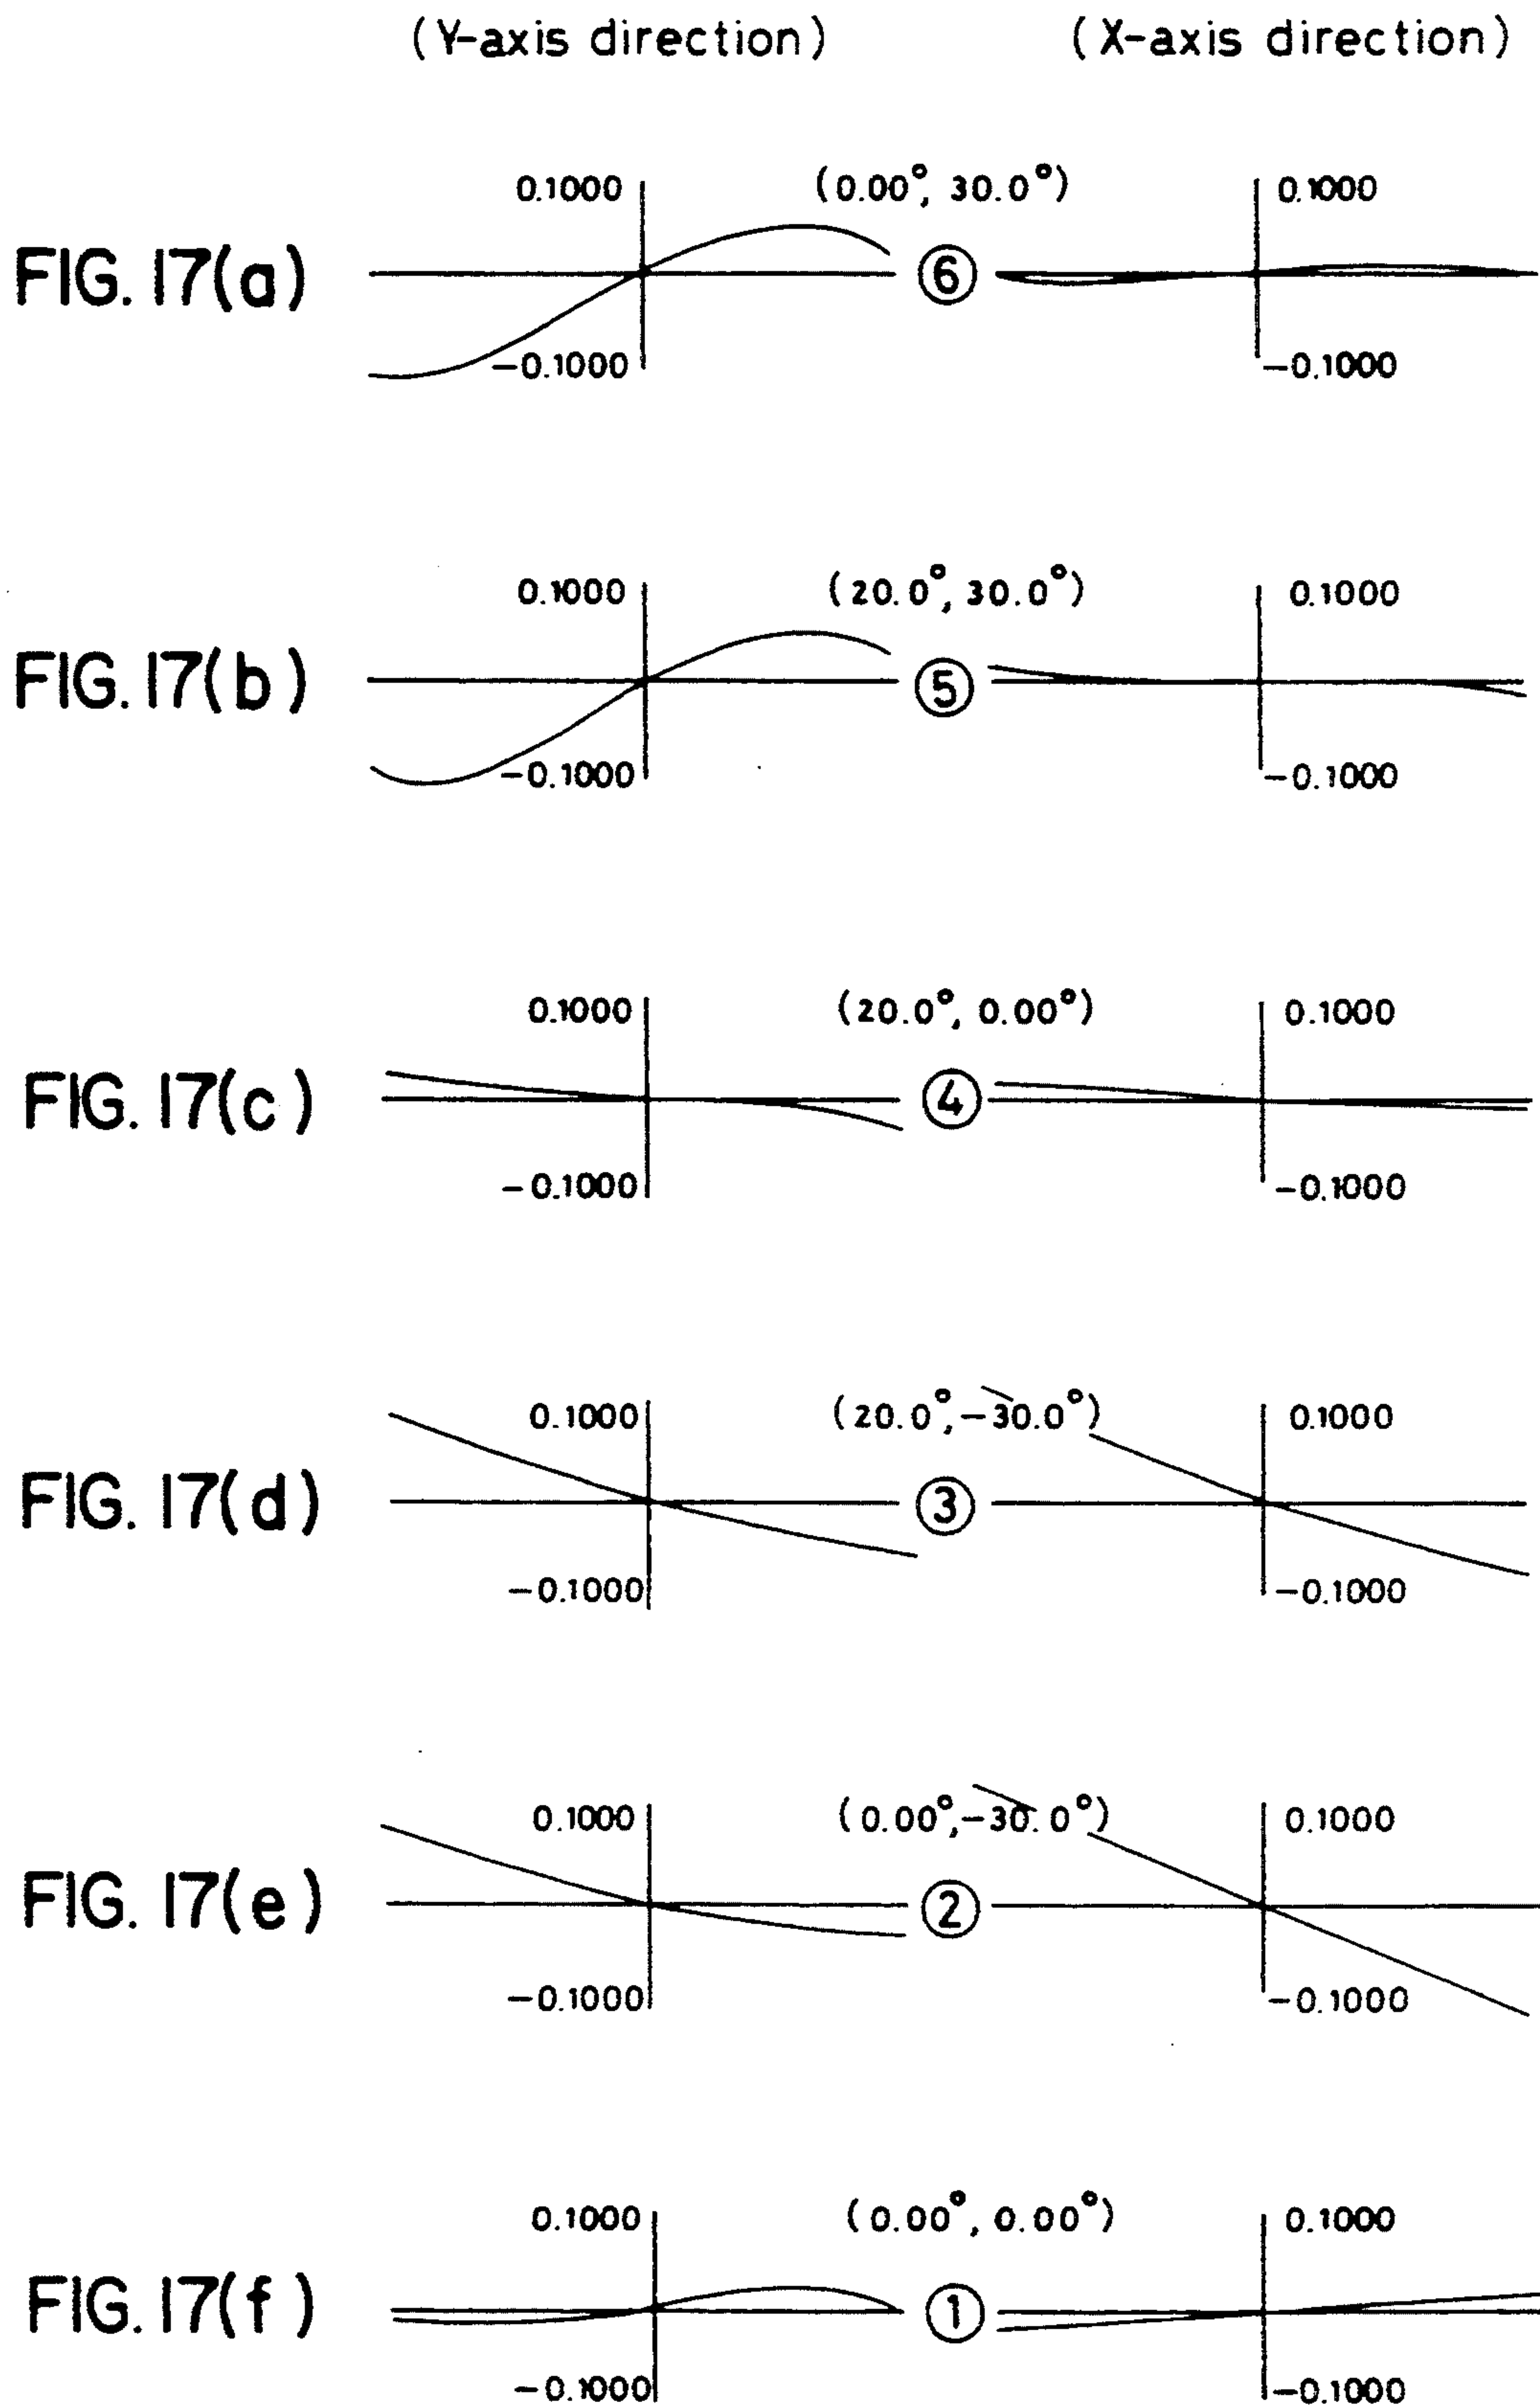 (Y-axis direction) (X-axis direction)
0.1000 (0.00°, 30.0°) 0.1000
FIG. 17(a) ⑥
-0.1000 -0.1000
0.1000 (20.0°, 30.0°) 0.1000
FIG. 17(b) ⑤
-0.1000 -0.1000
0.1000 (20.0°, 0.00°) 0.1000
FIG. 17(c) ④
-0.1000 -0.1000
0.1000 (20.0°, -30.0°) 0.1000
FIG. 17(d) ③
-0.1000 -0.1000
0.1000 (0.00°, -30.0°) 0.1000
FIG. 17(e) ②
-0.1000 -0.1000
0.1000 (0.00°, 0.00°) 0.1000
FIG. 17(f) ①
-0.1000 -0.1000